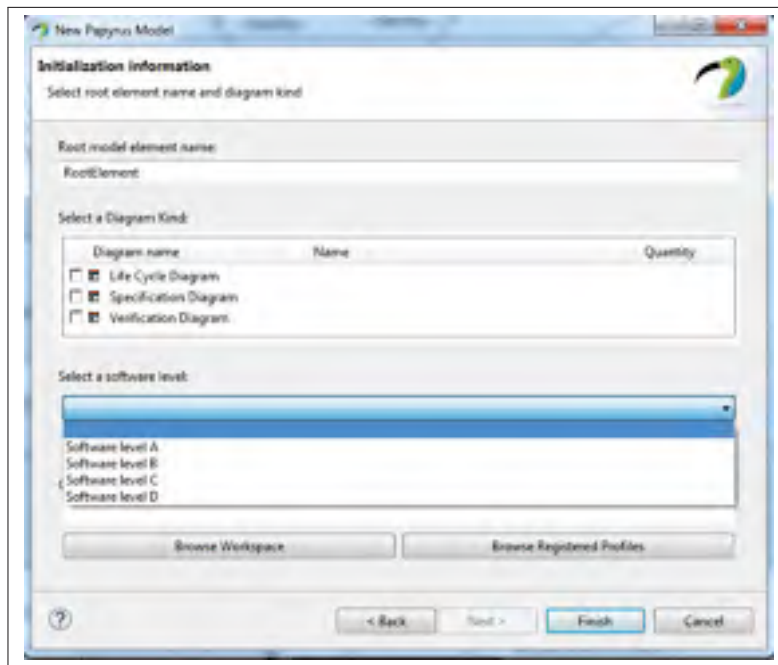 New Papyrus Model
Initialization information
Select root element name and diagram kind
Root model element name:
RootElement
Select a Diagram Kind:
Diagram name Name Quantity
Life Cycle Diagram
Specification Diagram
Verification Diagram
Select a software level:
Software level A
Software level B
Software level C
Software level D
Browse Workspace Browse Registered Profiles
? < Back Next > Finish Cancel